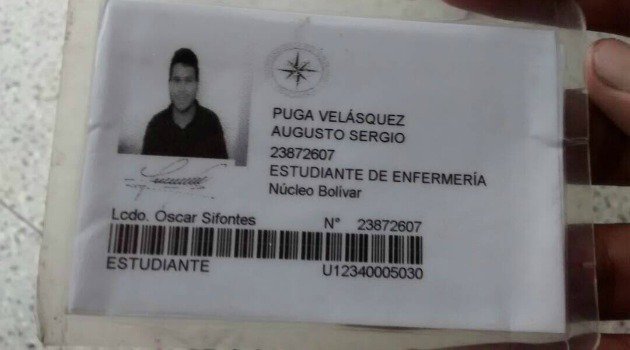 PUGA VELÁSQUEZ
AUGUSTO SERGIO
23872607
ESTUDIANTE DE ENFERMERÍA
Núcleo Bolívar
Lcdo. Oscar Sifontes N° 23872607
ESTUDIANTE U12340005030